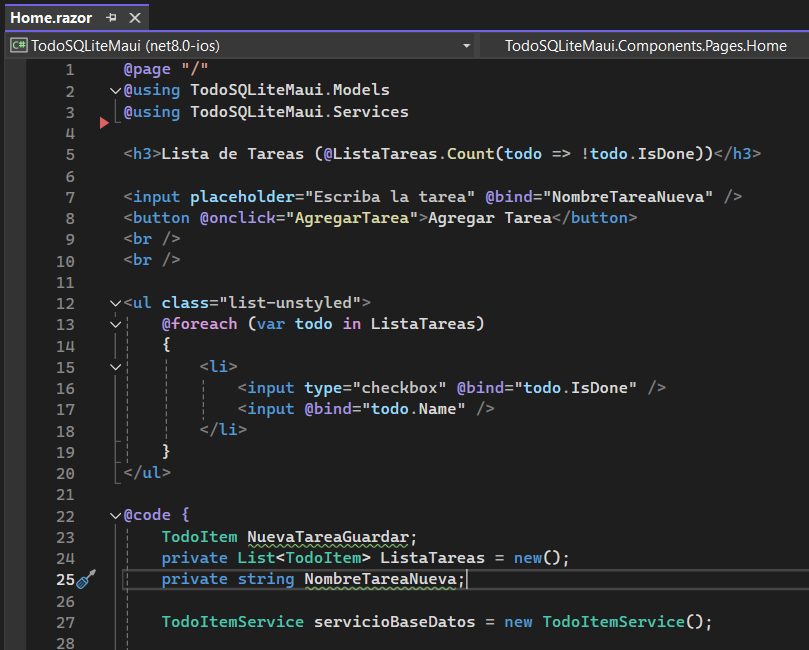 Home.razor
C# TodoSQLiteMaui (net8.0-ios) TodoSQLiteMaui.Components.Pages.Home
1 @page "/"
2 @using TodoSQLiteMaui.Models
3 @using TodoSQLiteMaui.Services
4
5 <h3>Lista de Tareas (@ListaTareas.Count(todo => !todo.IsDone))</h3>
6
7 <input placeholder="Escriba la tarea" @bind="NombreTareaNueva" />
8 <button @onclick="AgregarTarea">Agregar Tarea</button>
9 <br />
10 <br />
11
12 <ul class="list-unstyled">
13     @foreach (var todo in ListaTareas)
14     {
15         <li>
16             <input type="checkbox" @bind="todo.IsDone" />
17             <input @bind="todo.Name" />
18         </li>
19     }
20 </ul>
21
22 @code {
23     TodoItem NuevaTareaGuardar;
24     private List<TodoItem> ListaTareas = new();
25     private string NombreTareaNueva;
26
27     TodoItemService servicioBaseDatos = new TodoItemService();
28